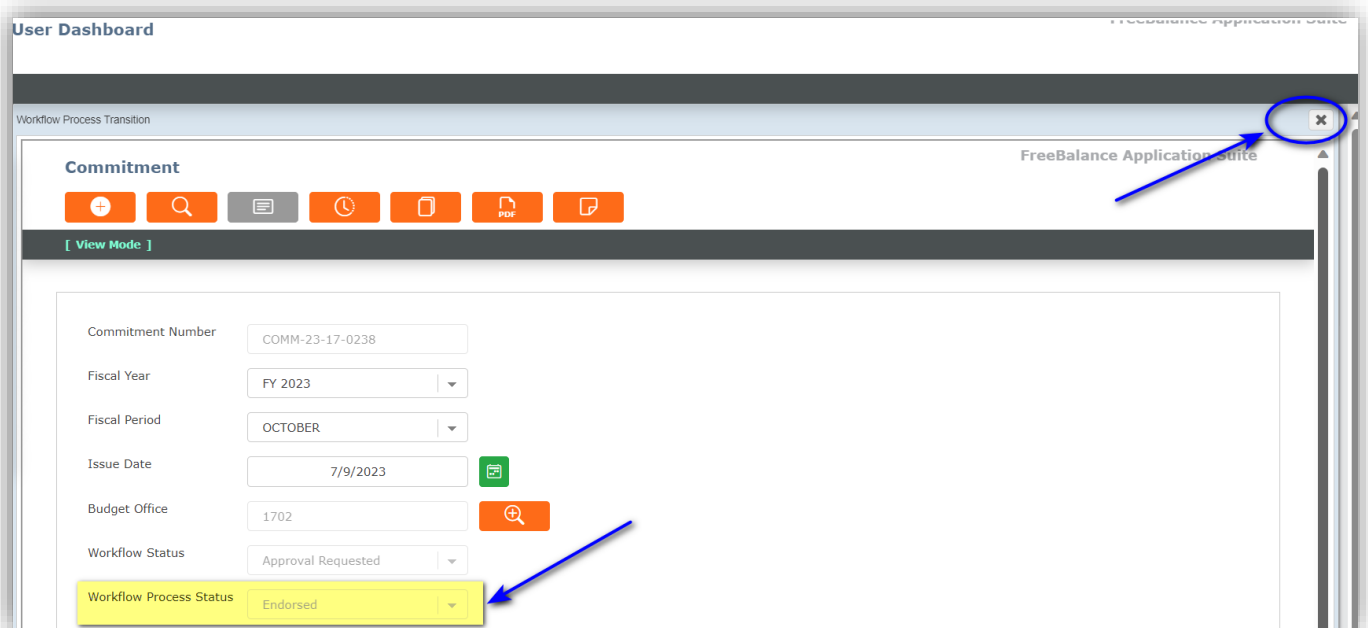 FreeBalance Application Suite
User Dashboard
Workflow Process Transition
FreeBalance Application Suite
Commitment
PDF
[ View Mode ]
Commitment Number COMM-23-17-0238
Fiscal Year FY 2023
Fiscal Period OCTOBER
Issue Date 7/9/2023
Budget Office 1702
Workflow Status Approval Requested
Workflow Process Status Endorsed